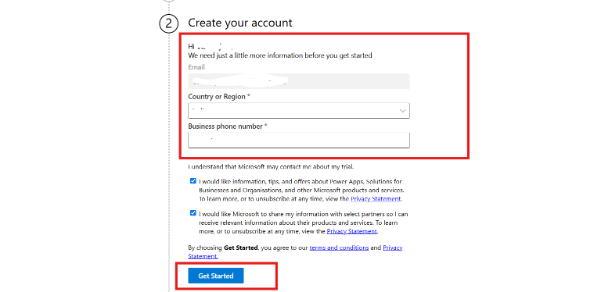 2
Create your account
Hi
We need just a little more information before you get started
Email
Country or Region *
Business phone number *
I understand that Microsoft may contact me about my trial.
I would like information, tips, and offers about Power Apps, Solutions for
Businesses and Organisations, and other Microsoft products and services.
To learn more, or to unsubscribe at any time, view the Privacy Statement.
I would like Microsoft to share my information with select partners so I can
receive relevant information about their products and services. To learn
more, or to unsubscribe at any time, view the Privacy Statement.
By choosing Get Started, you agree to our terms and conditions and Privacy
Statement.
Get Started